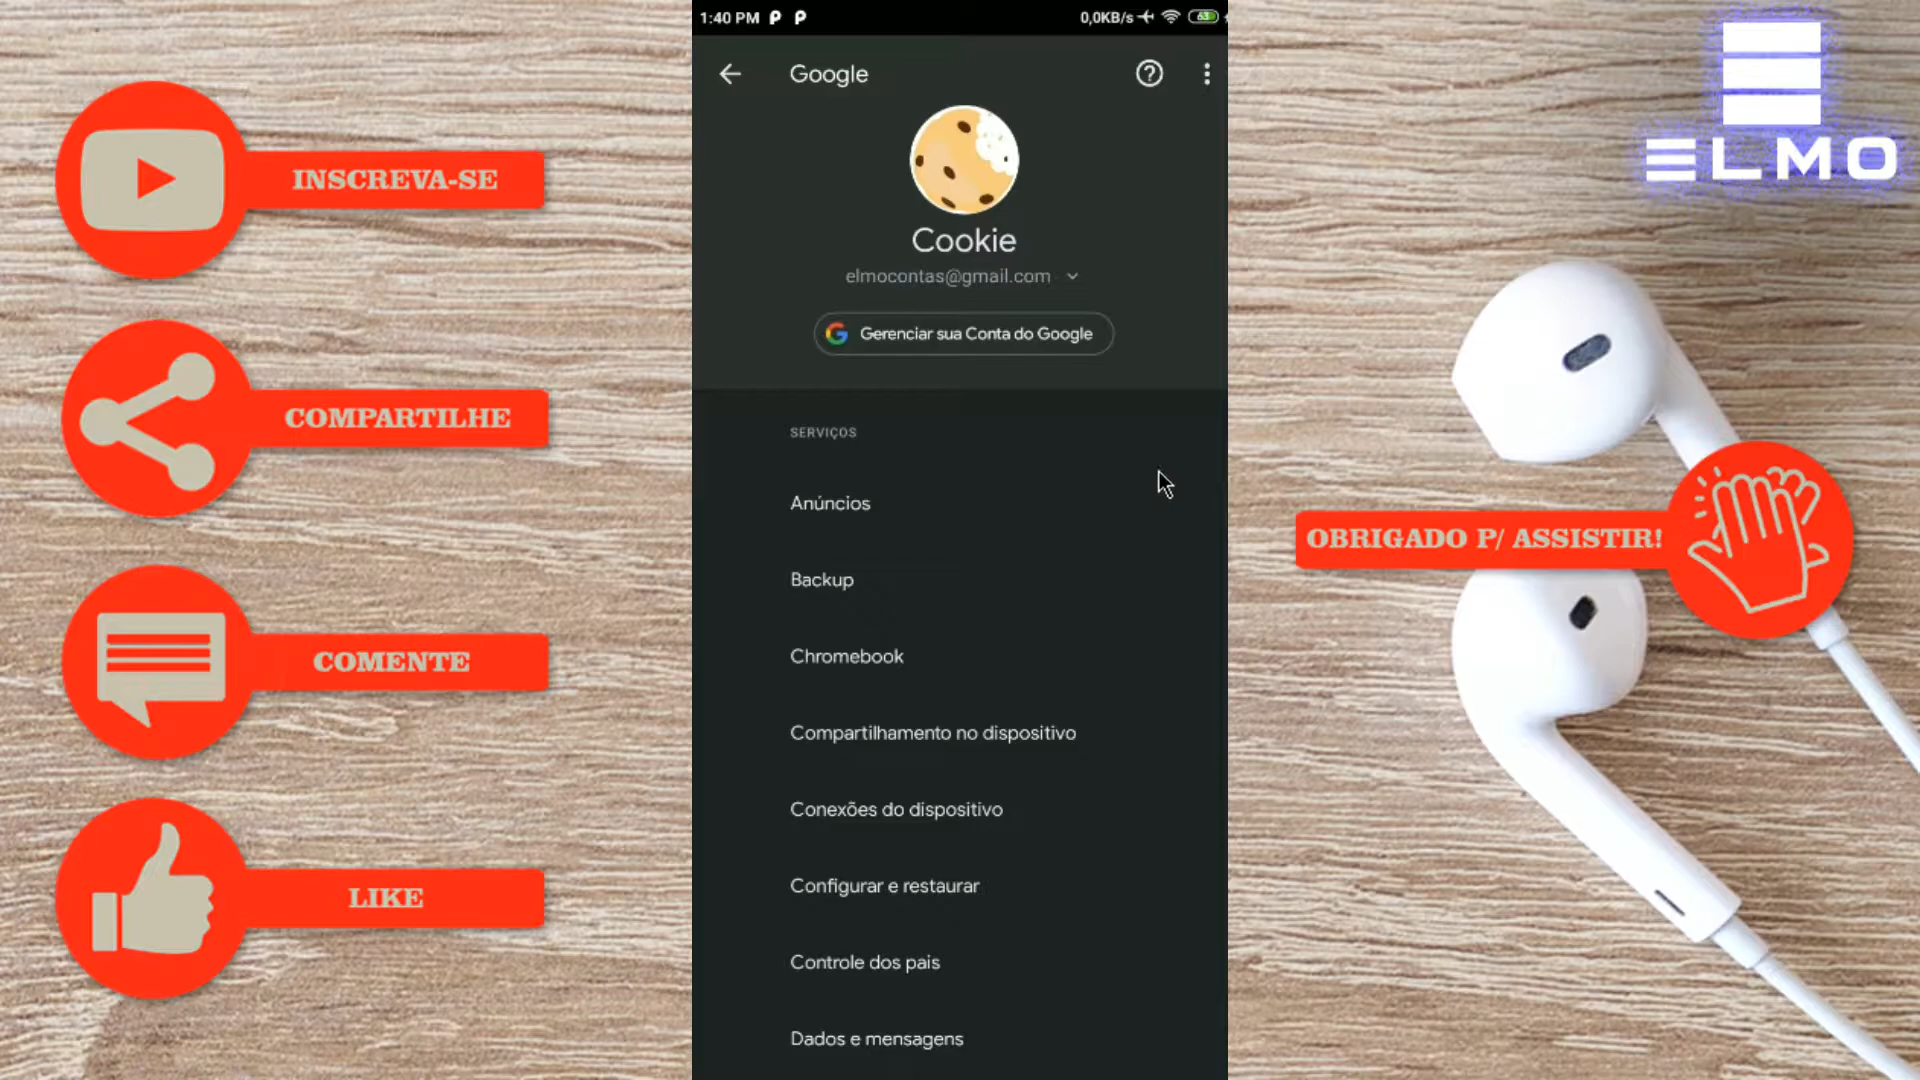 1:40 PM
0,0KB/s
63
Google
Cookie
elmocontas@gmail.com
Gerenciar sua Conta do Google
SERVIÇOS
Anúncios
Backup
Chromebook
Compartilhamento no dispositivo
Conexões do dispositivo
Configurar e restaurar
Controle dos pais
Dados e mensagens
INSCREVA-SE
COMPARTILHE
COMENTE
LIKE
ELMO
OBRIGADO P/ ASSISTIR!